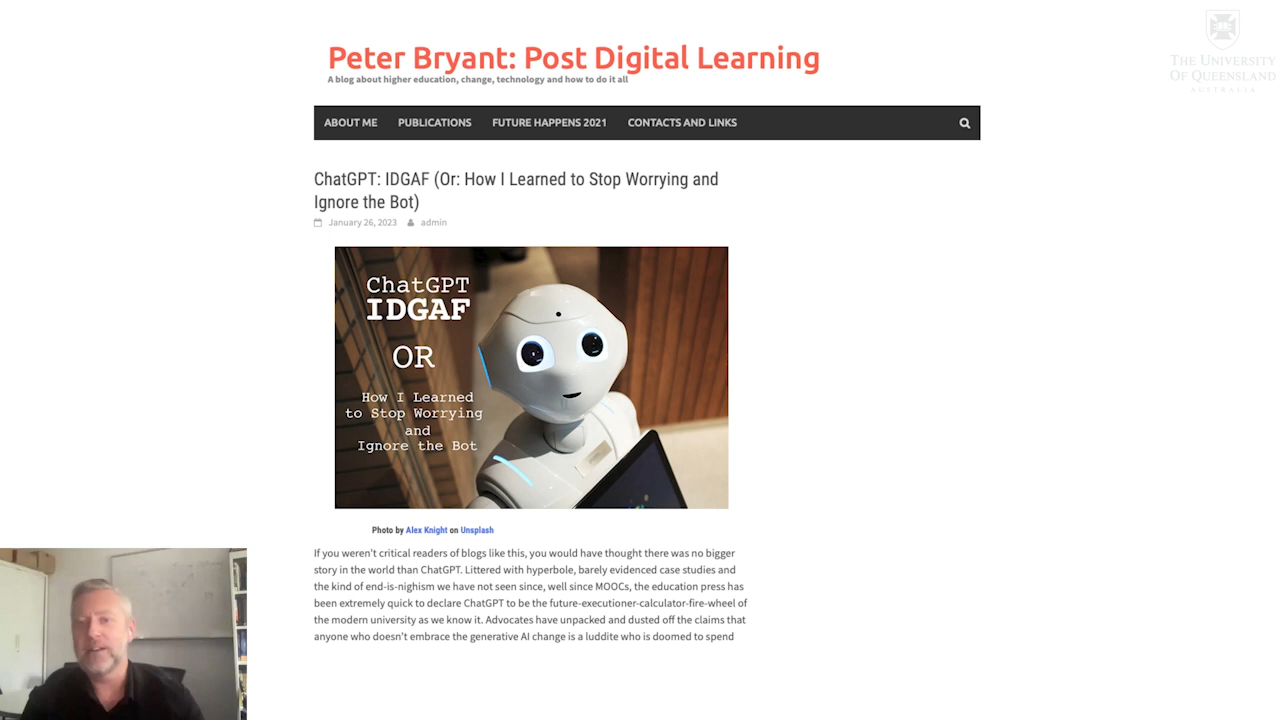 THE UNIVERSITY
OF QUEENSLAND
AUSTRALIA
Peter Bryant: Post Digital Learning
A blog about higher education, change, technology and how to do it all
ABOUT ME PUBLICATIONS FUTURE HAPPENS 2021 CONTACTS AND LINKS
ChatGPT: IDGAF (Or: How I Learned to Stop Worrying and
Ignore the Bot)
January 26, 2023 admin
ChatGPT
IDGAF
OR
How I Learned
to Stop Worrying
and
Ignore the Bot
Photo by Alex Knight on Unsplash
If you weren't critical readers of blogs like this, you would have thought there was no bigger
story in the world than ChatGPT. Littered with hyperbole, barely evidenced case studies and
the kind of end-is-nighism we have not seen since, well since MOOCs, the education press has
been extremely quick to declare ChatGPT to be the future-executioner-calculator-fire-wheel of
the modern university as we know it. Advocates have unpacked and dusted off the claims that
anyone who doesn't embrace the generative AI change is a luddite who is doomed to spend